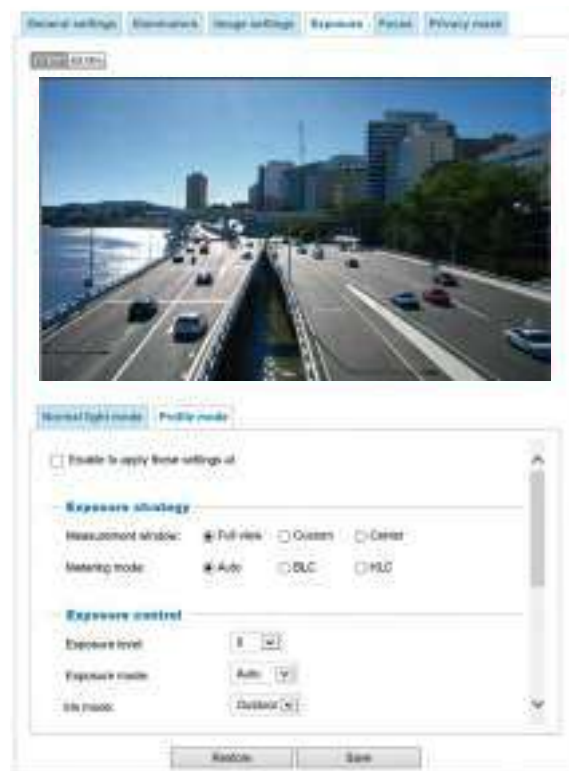 General settings Illuminators Image settings Exposure Focus Privacy mask
Normal light mode Profile mode
Enable to apply these settings at
Exposure strategy
Measurement window: Full view Custom Center
Metering mode: Auto BLC HLC
Exposure control
Exposure level:
Exposure mode: Auto
Iris mode: Outdoor
Restore Save